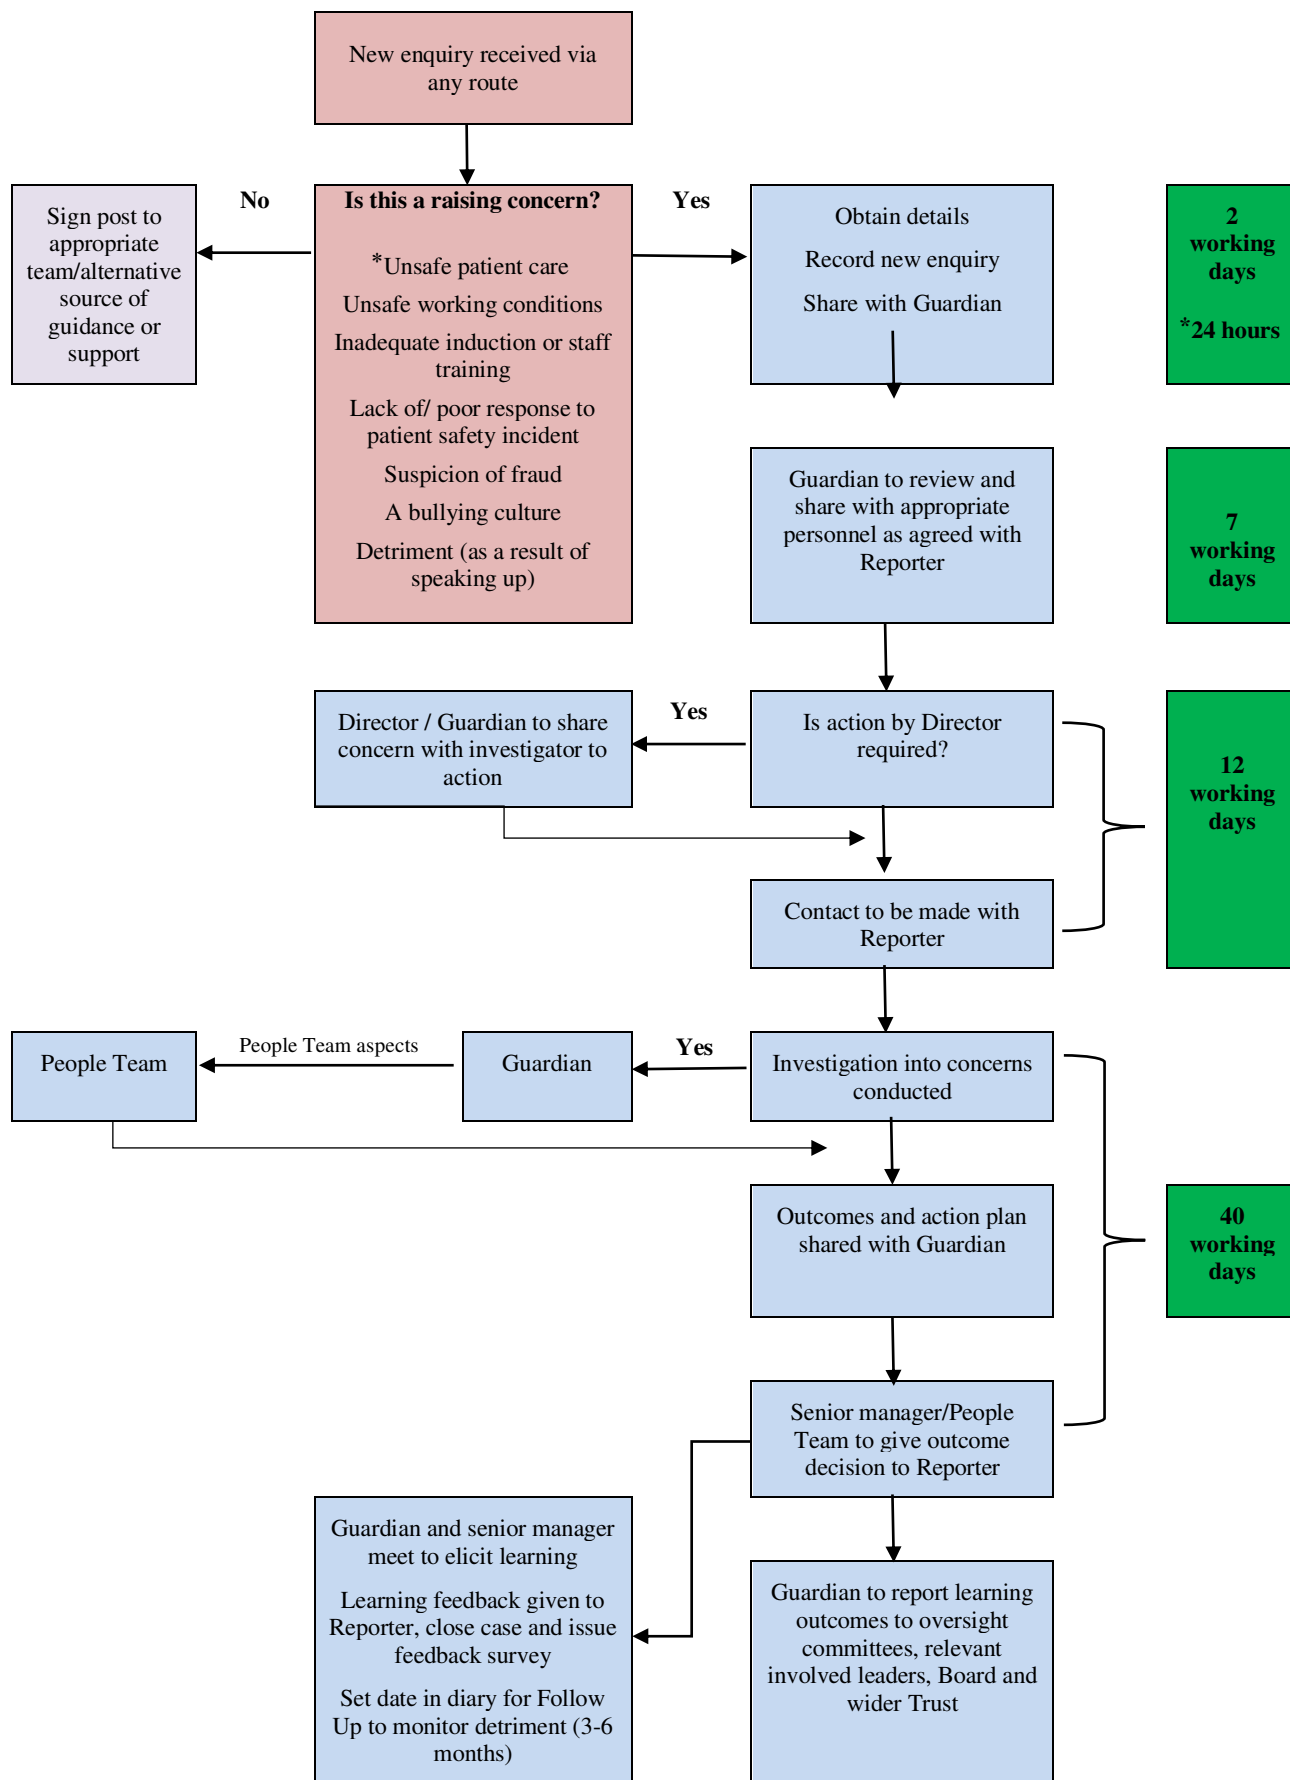 New enquiry received via
any route
No
Is this a raising concern?
*Unsafe patient care
Unsafe working conditions
Inadequate induction or staff
training
Lack of/ poor response to
patient safety incident
Suspicion of fraud
A bullying culture
Detriment (as a result of
speaking up)
Yes
Sign post to
appropriate
team/alternative
source of
guidance or
support
Obtain details
Record new enquiry
Share with Guardian
2
working
days
*24 hours
Guardian to review and
share with appropriate
personnel as agreed with
Reporter
7
working
days
Director / Guardian to share
concern with investigator to
action
Yes
Is action by Director
required?
12
working
days
Contact to be made with
Reporter
People Team
People Team aspects
Guardian
Yes
Investigation into concerns
conducted
Outcomes and action plan
shared with Guardian
40
working
days
Senior manager/People
Team to give outcome
decision to Reporter
Guardian and senior manager
meet to elicit learning
Learning feedback given to
Reporter, close case and issue
feedback survey
Set date in diary for Follow
Up to monitor detriment (3-6
months)
Guardian to report learning
outcomes to oversight
committees, relevant
involved leaders, Board and
wider Trust